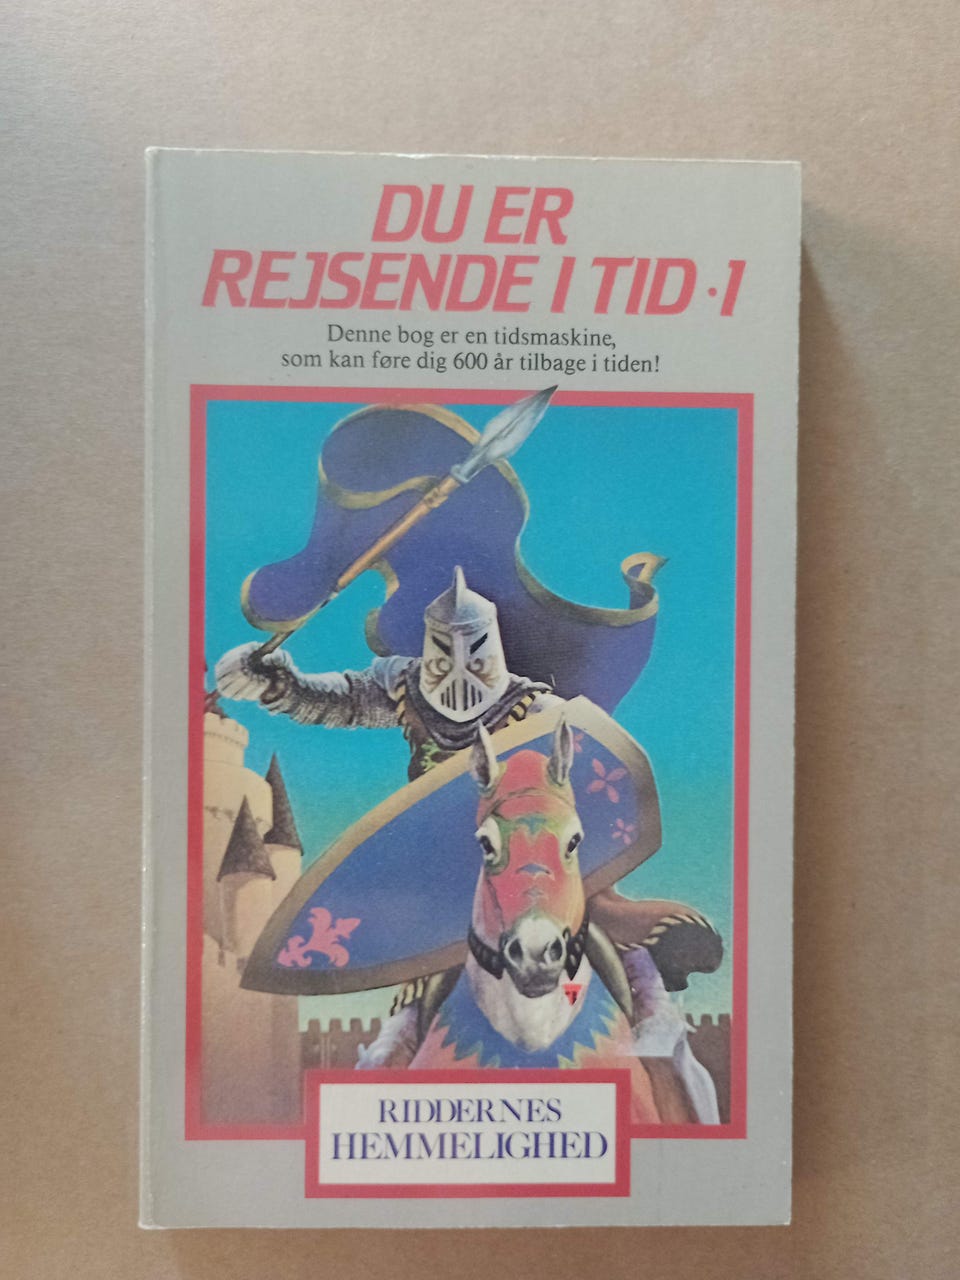 DU ER
REJSENDE I TID · 1
Denne bog er en tidsmaskine,
som kan føre dig 600 år tilbage i tiden!
RIDDERNES
HEMMELIGHED